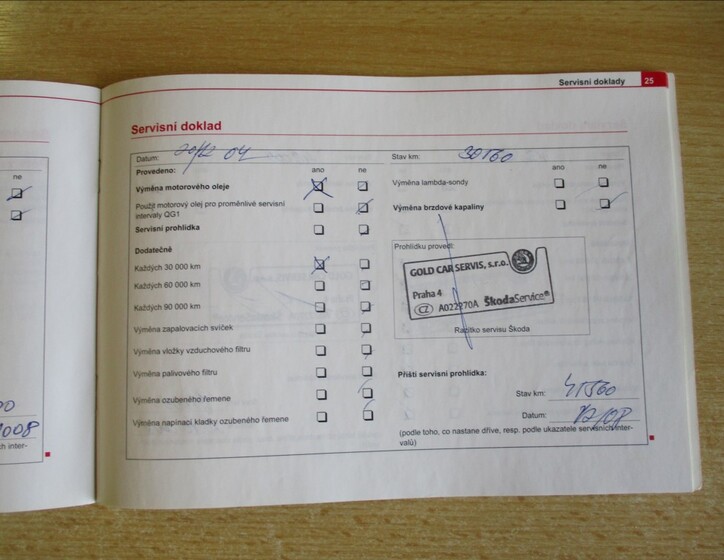 Servisní doklady 25
Servisní doklad
Datum: 20/12 04 Stav km: 30560
Provedeno: ano ne
ano ne
Výměna motorového oleje
Výměna lambda-sondy
Použit motorový olej pro proměnlivé servisní
intervaly QG1
Výměna brzdové kapaliny
Servisní prohlídka
Dodatečně
Každých 30 000 km
Každých 60 000 km
Každých 90 000 km
Výměna zapalovacích svíček
Výměna vložky vzduchového filtru
Výměna palivového filtru
Výměna ozubeného řemene
Výměna napínací kladky ozubeného řemene
Prohlídku provedl:
GOLD CAR SERVIS, s.r.o.
Praha 4
CZ A022970A ŠkodaService®
Razítko servisu Škoda
Příští servisní prohlídka:
Stav km: 45560
Datum: 12/08
(podle toho, co nastane dříve, resp. podle ukazatele servisních inter-
valů)
ne